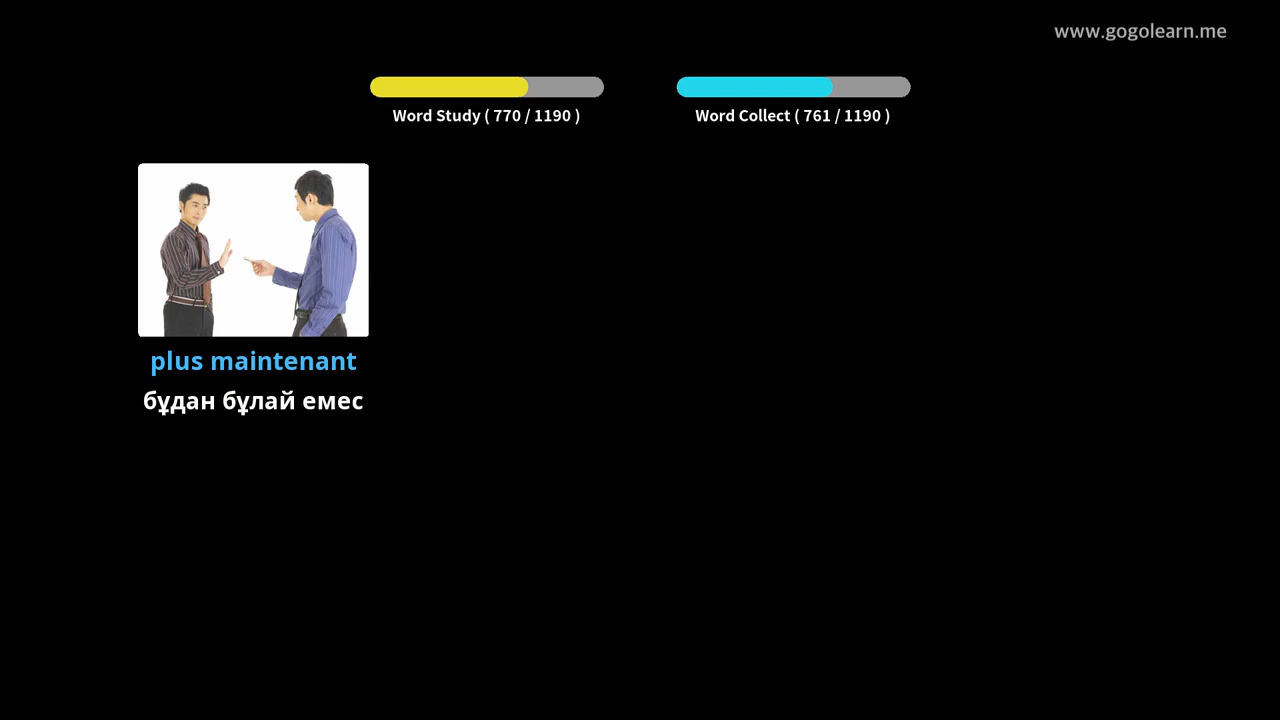 www.gogolearn.me
Word Study ( 770 / 1190 )
Word Collect ( 761 / 1190 )
plus maintenant
бұдан бұлай емес